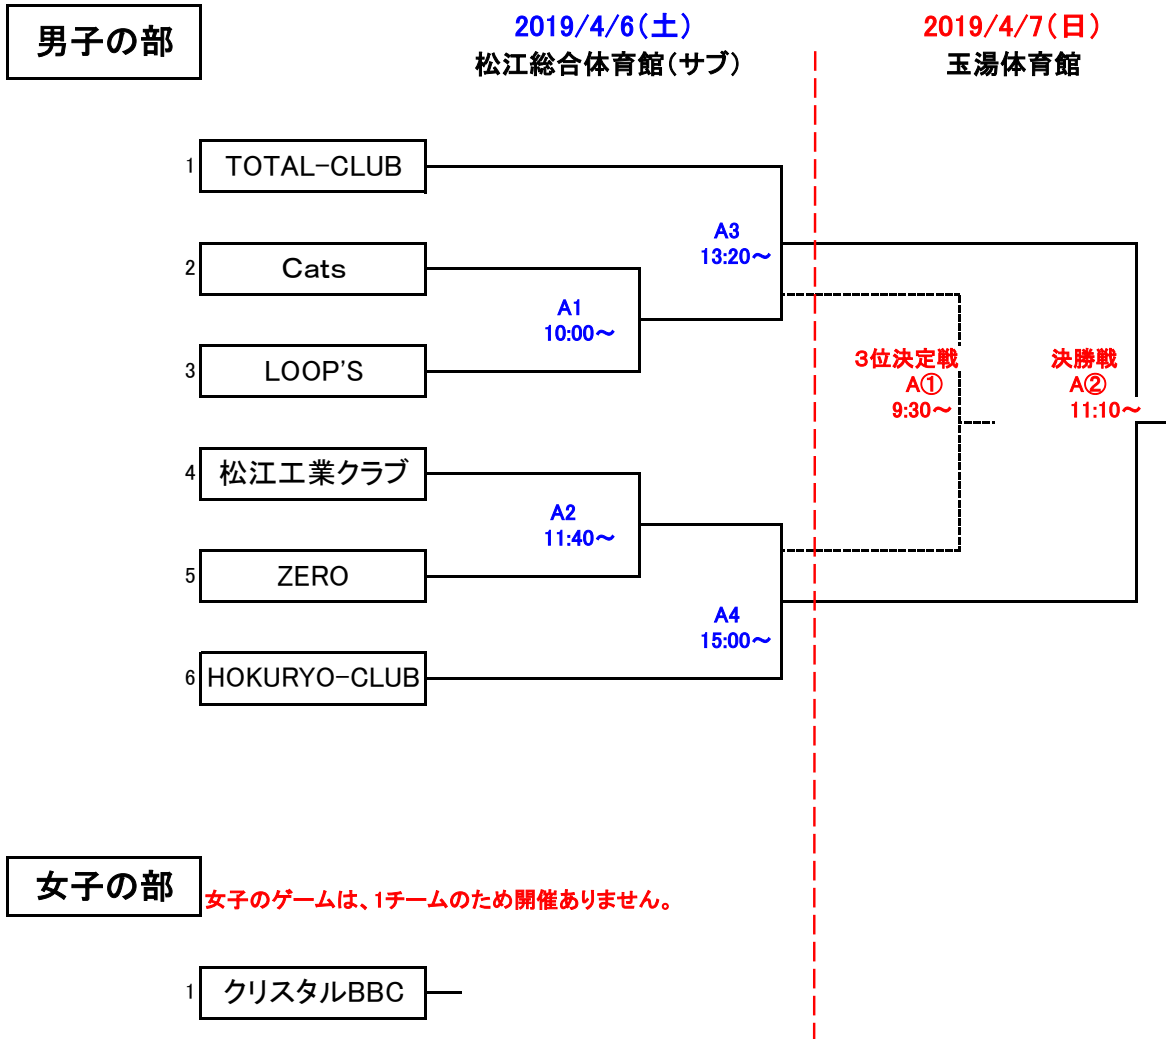 男子の部
2019/4/6(土)
2019/4/7(日)
松江総合体育館(サブ)
玉湯体育館
1 TOTAL-CLUB
A3
13:20～
2 Cats
A1
10:00～
3 LOOP'S
3位決定戦
A①
9:30～
決勝戦
A②
11:10～
4 松江工業クラブ
A2
11:40～
5 ZERO
A4
15:00～
6 HOKURYO-CLUB
女子の部
女子のゲームは、1チームのため開催ありません。
1 クリスタルBBC